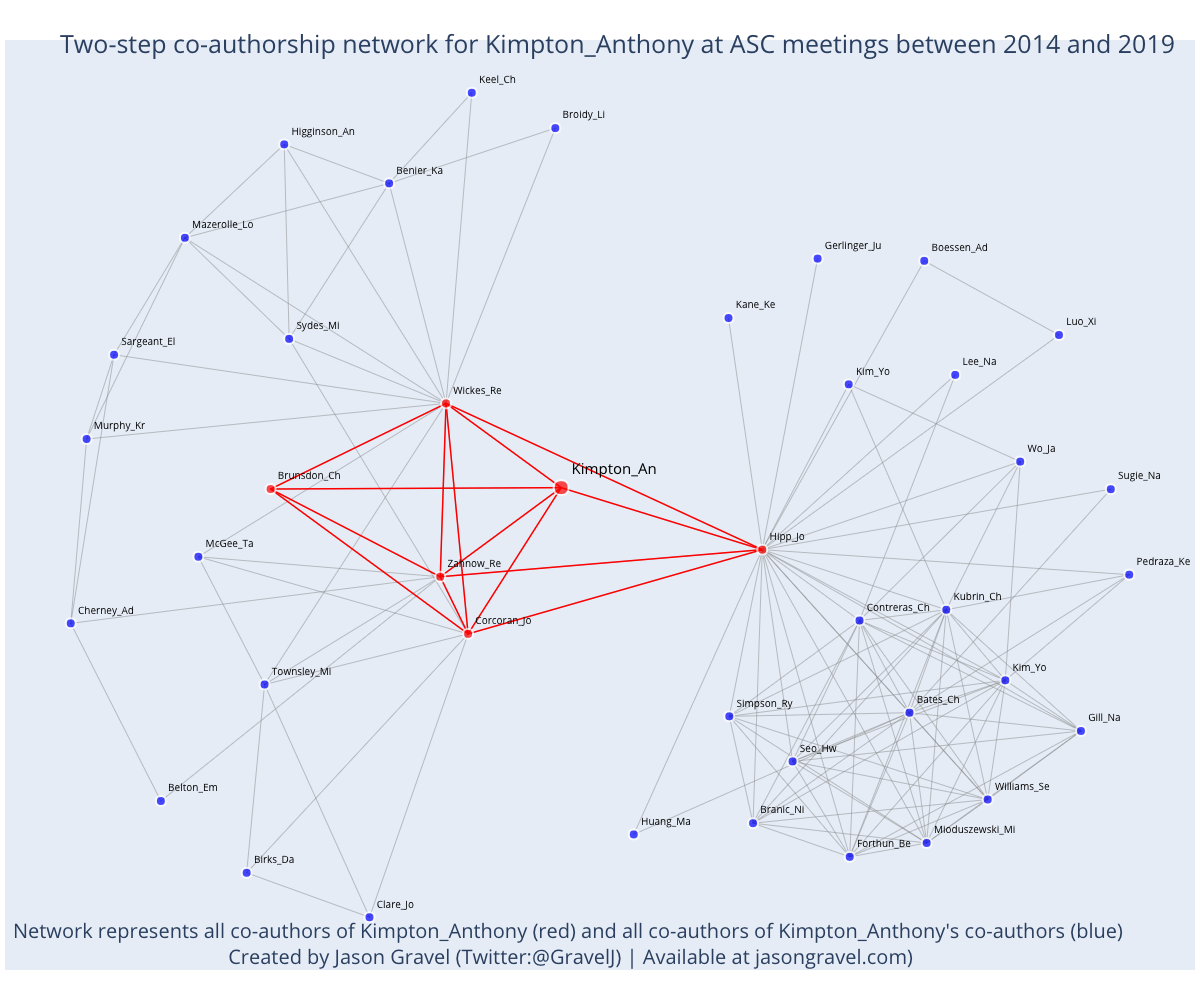 Two-step co-authorship network for Kimpton_Anthony at ASC meetings between 2014 and 2019
Keel_Ch
Broidy_Li
Higginson_An
Benier_Ka
Mazerolle_Lo
Gerlinger_Ju
Boessen_Ad
Kane_Ke
Luo_Xi
Sydes_Mi
Sargeant_El
Lee_Na
Kim_Yo
Wickes_Re
Murphy_Kr
Wo_Ja
Kimpton_An
Brunsdon_Ch
Sugie_Na
Hipp_Jo
McGee_Ta
Zahnow_Re
Pedraza_Ke
Kubrin_Ch
Contreras_Ch
Cherney_Ad
Corcoran_Jo
Townsley_Mi
Kim_Yo
Bates_Ch
Simpson_Ry
Gill_Na
Seo_Hw
Belton_Em
Williams_Se
Branic_Ni
Huang_Ma
Mioduszewski_Mi
Forthun_Be
Birks_Da
Clare_Jo
Network represents all co-authors of Kimpton_Anthony (red) and all co-authors of Kimpton_Anthony's co-authors (blue)
Created by Jason Gravel (Twitter:@GravelJ) | Available at jasongravel.com)